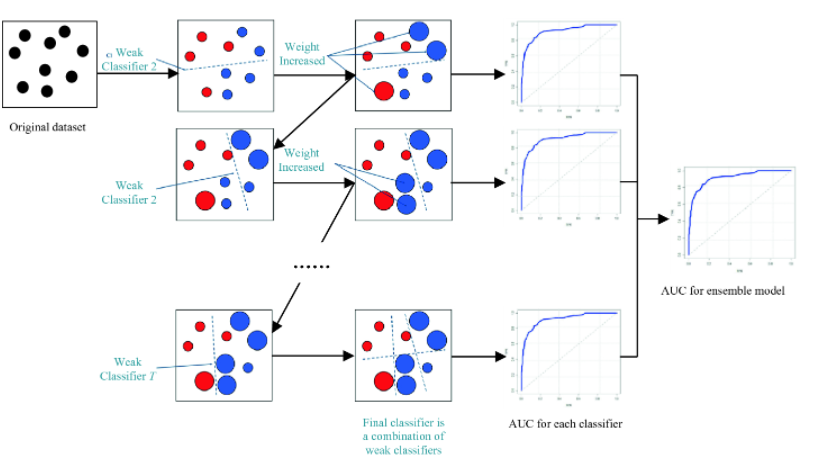 Weak
Classifier 2
Weight
Increased
Original dataset
Weak
Classifier 2
Weight
Increased
......
AUC for ensemble model
Weak
Classifier T
Final classifier is
a combination of
weak classifiers
AUC for each classifier